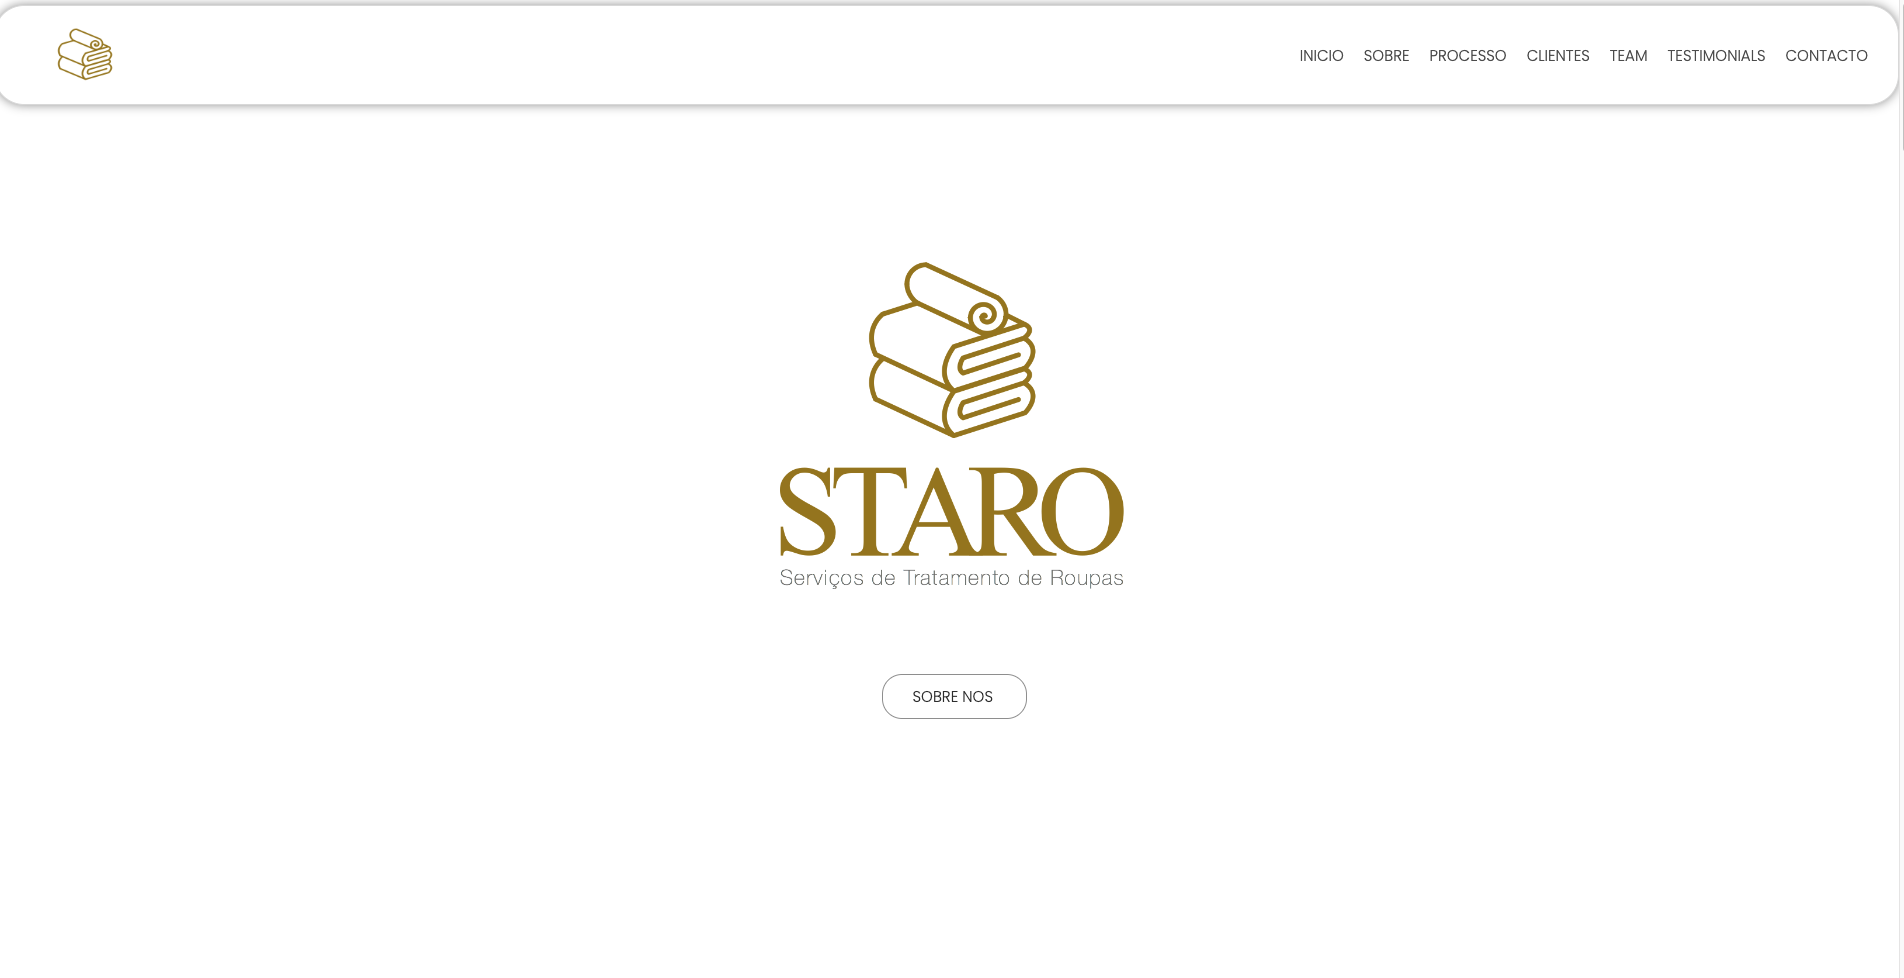 INICIO SOBRE PROCESSO CLIENTES TEAM TESTIMONIALS CONTACTO
STARO
Serviços de Tratamento de Roupas
SOBRE NOS